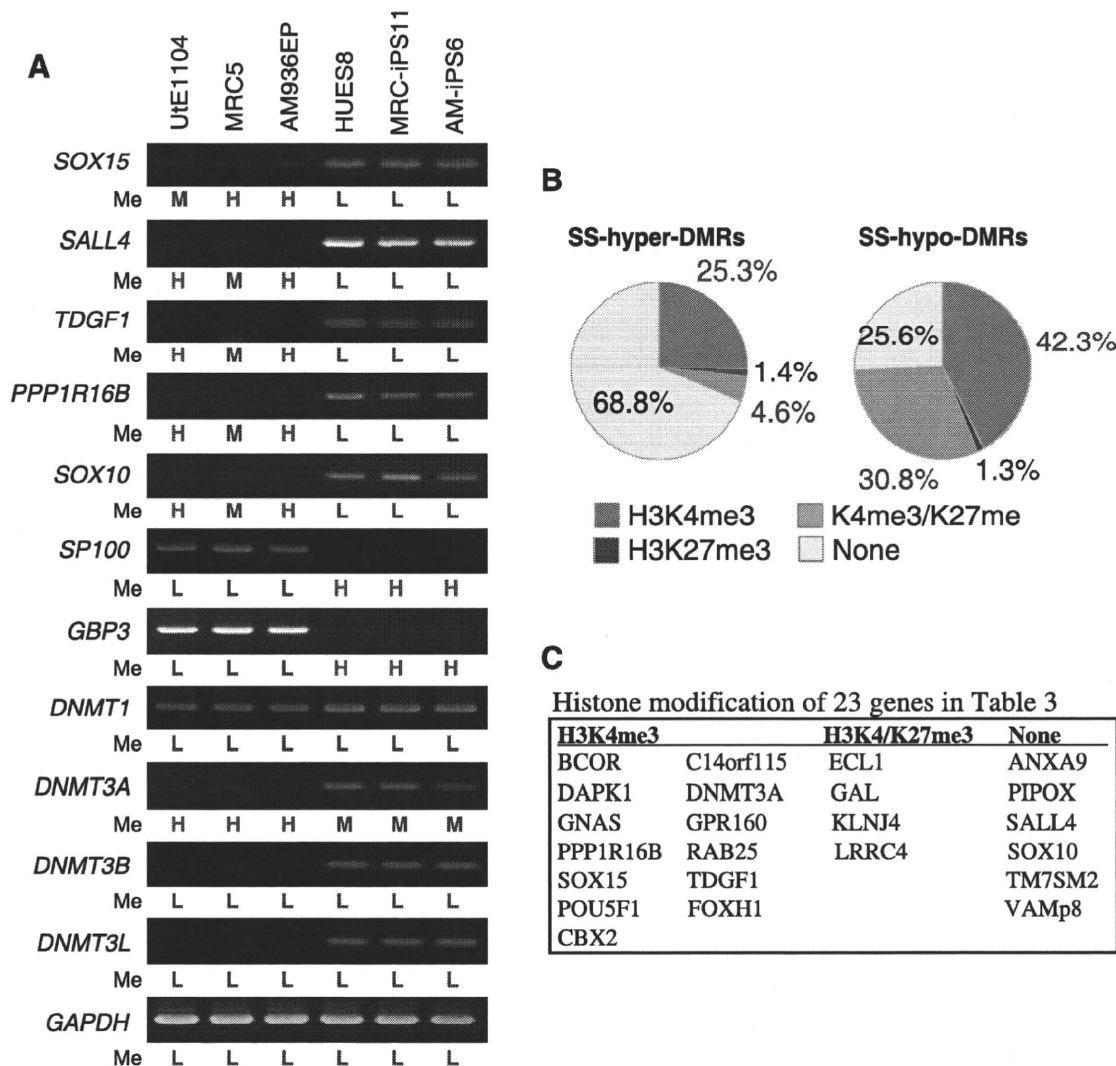 A
UtE1104 MRC5 AM936EP HUES8 MRC-iPS11 AM-iPS6
SOX15
Me M H H L L L
SALL4
Me H M H L L L
TDGF1
Me H M H L L L
PPP1R16B
Me H M H L L L
SOX10
Me H M H L L L
SP100
Me L L L H H H
GBP3
Me L L L H H H
DNMT1
Me L L L L L L
DNMT3A
Me H H H M M M
DNMT3B
Me L L L L L L
DNMT3L
Me L L L L L L
GAPDH
Me L L L L L L
B
SS-hyper-DMRs SS-hypo-DMRs
25.3%
1.4%
4.6%
68.8%
25.6%
42.3%
1.3%
30.8%
H3K4me3 K4me3/K27me
H3K27me3 None
C
Histone modification of 23 genes in Table 3
H3K4me3 H3K4/K27me3 None
BCOR C14orf115 ECL1 ANXA9
DAPK1 DNMT3A GAL PIPOX
GNAS GPR160 KLNJ4 SALL4
PPP1R16B RAB25 LRRC4 SOX10
SOX15 TDGF1 TM7SM2
POU5F1 FOXH1 VAMp8
CBX2